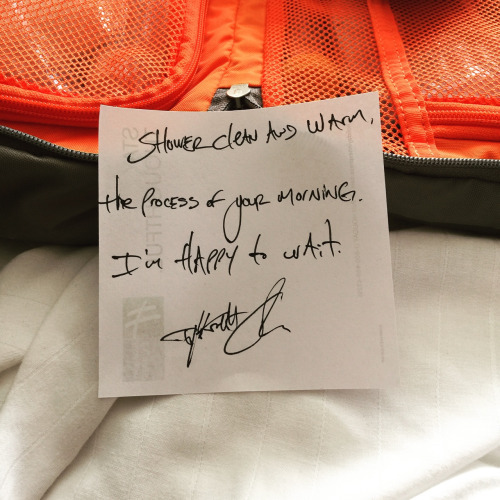 SHOWER CLEAN AND WARM,
the PROCESS of your MORNING.
I'm HAPPY to WAIT.